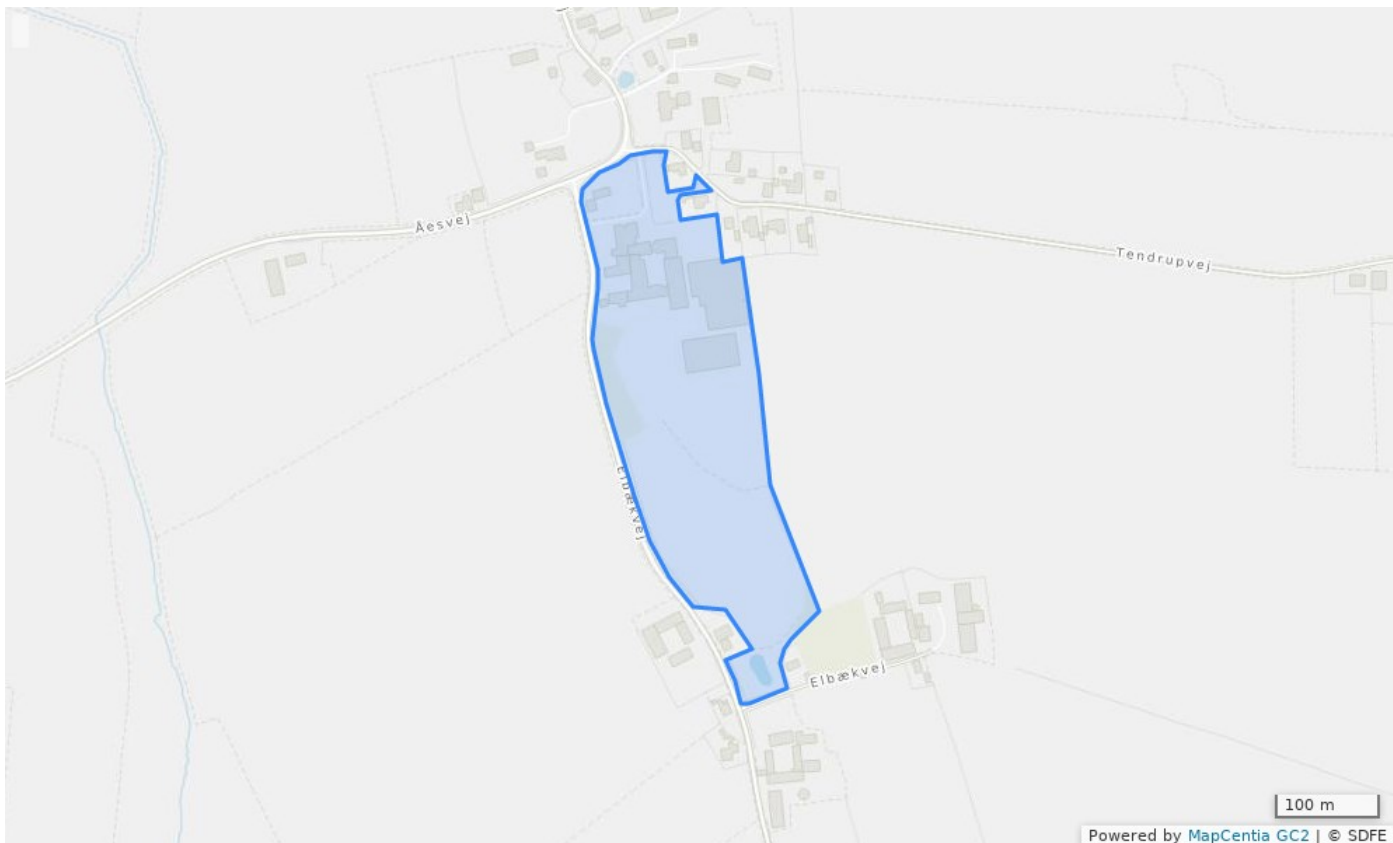 Åesvej
Tendrupvej
Elbækvej
Elbækvej
100 m
Powered by MapCentia GC2 | © SDFE